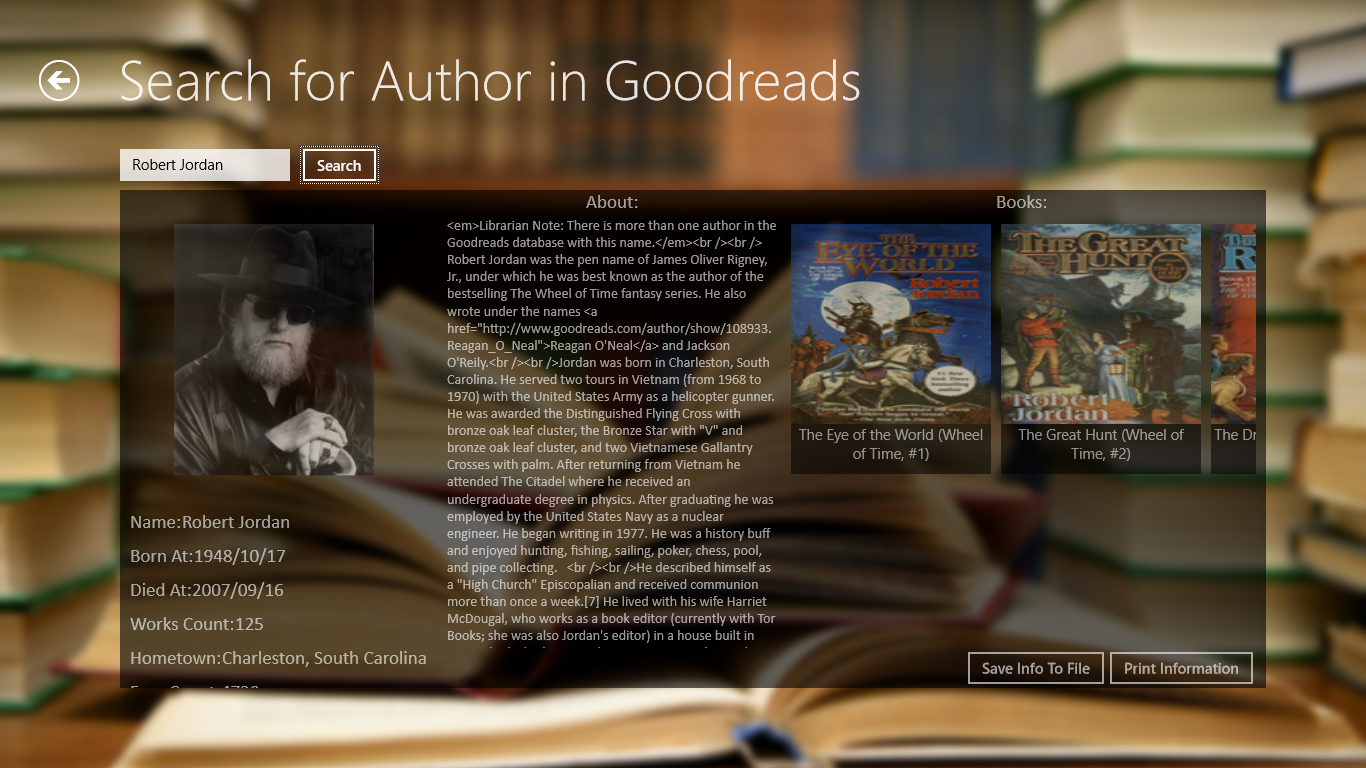 Search for Author in Goodreads
Robert Jordan
Search
About:
<em>Librarian Note: There is more than one author in the
Goodreads database with this name.</em><br /><br />
Robert Jordan was the pen name of James Oliver Rigney,
Jr., under which he was best known as the author of the
bestselling The Wheel of Time fantasy series. He also
wrote under the names <a
href="http://www.goodreads.com/author/show/108933.
Reagan_O_Neal">Reagan O'Neal</a> and Jackson
O'Reily.<br /><br />Jordan was born in Charleston, South
Carolina. He served two tours in Vietnam (from 1968 to
1970) with the United States Army as a helicopter gunner.
He was awarded the Distinguished Flying Cross with
bronze oak leaf cluster, the Bronze Star with "V" and
bronze oak leaf cluster, and two Vietnamese Gallantry
Crosses with palm. After returning from Vietnam he
attended The Citadel where he received an
undergraduate degree in physics. After graduating he was
employed by the United States Navy as a nuclear
engineer. He began writing in 1977. He was a history buff
and enjoyed hunting, fishing, sailing, poker, chess, pool,
and pipe collecting.   <br /><br />He described himself as
a "High Church" Episcopalian and received communion
more than once a week.[7] He lived with his wife Harriet
McDougal, who works as a book editor (currently with Tor
Books; she was also Jordan's editor) in a house built in
Books:
THE
EYE OF THE
WORLD
Robert
Jordan
The Eye of the World (Wheel
of Time, #1)
THE GREAT
HUNT
Robert
Jordan
The Great Hunt (Wheel of
Time, #2)
The Dr
Name:Robert Jordan
Born At:1948/10/17
Died At:2007/09/16
Works Count:125
Hometown:Charleston, South Carolina
Save Info To File
Print Information